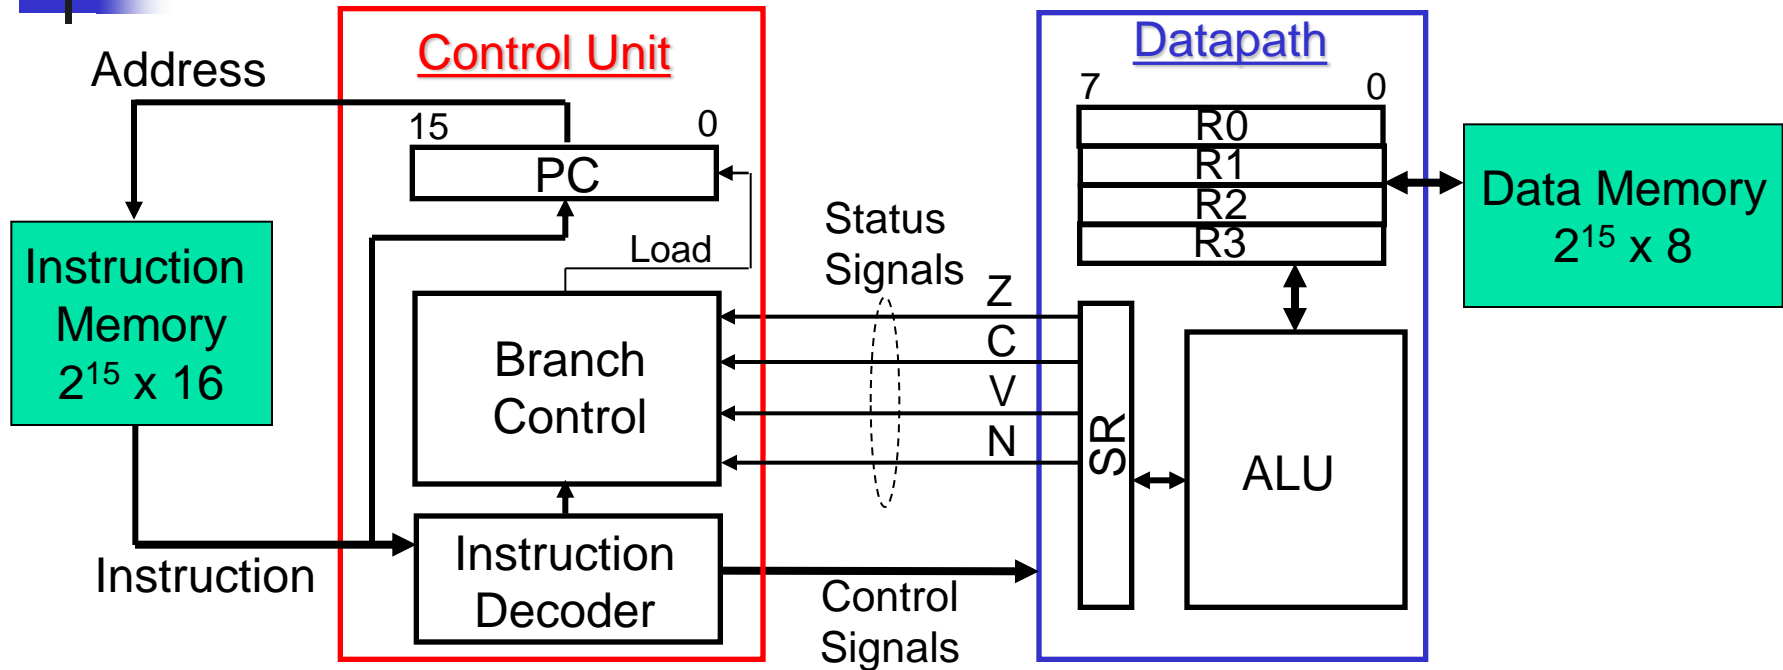 Address
Control Unit
15 0
PC
Load
Instruction
Memory
2¹⁵ x 16
Branch
Control
Instruction
Instruction
Decoder
Status
Signals
Z
C
V
N
Control
Signals
Datapath
7 0
R0
R1
R2
R3
SR
ALU
Data Memory
2¹⁵ x 8